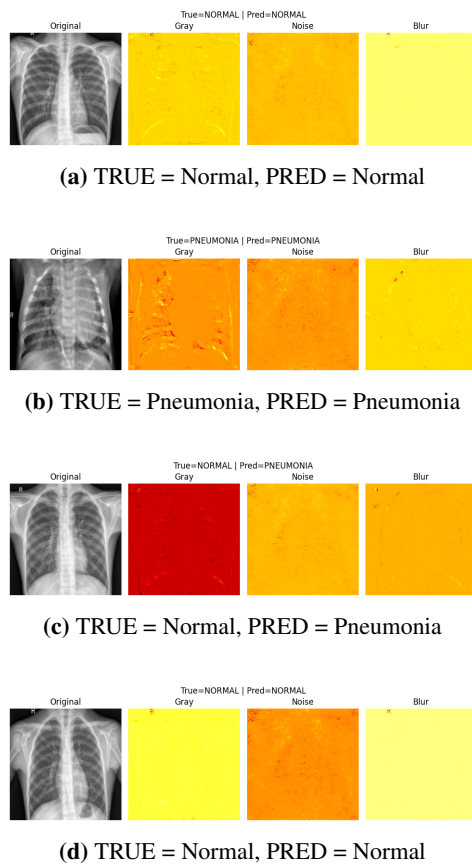 True=NORMAL | Pred=NORMAL
Original Gray Noise Blur
R
(a) TRUE = Normal, PRED = Normal
True=PNEUMONIA | Pred=PNEUMONIA
Original Gray Noise Blur
R
(b) TRUE = Pneumonia, PRED = Pneumonia
True=NORMAL | Pred=PNEUMONIA
Original Gray Noise Blur
R
(c) TRUE = Normal, PRED = Pneumonia
True=NORMAL | Pred=NORMAL
Original Gray Noise Blur
R R
(d) TRUE = Normal, PRED = Normal